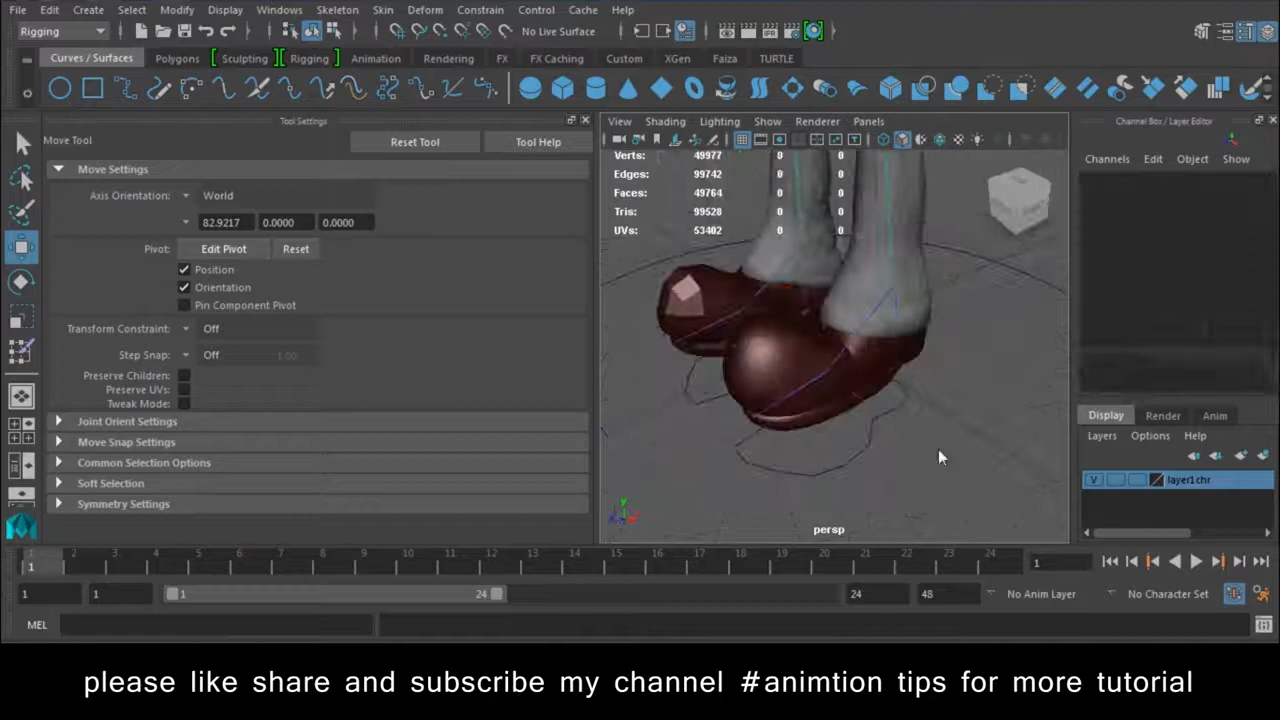 File Edit Create Select Modify Display Windows Skeleton Skin Deform Constrain Control Cache Help
Rigging No Live Surface
Curves / Surfaces Polygons Sculpting Rigging Animation Rendering FX FX Caching Custom XGen Faiza TURTLE
Tool Settings
Move Tool Reset Tool Tool Help
Move Settings
Axis Orientation: World
82.9217 0.0000 0.0000
Pivot: Edit Pivot Reset
Position
Orientation
Pin Component Pivot
Transform Constraint: Off
Step Snap: Off 1.00
Preserve Children:
Preserve UVs:
Tweak Mode:
Joint Orient Settings
Move Snap Settings
Common Selection Options
Soft Selection
Symmetry Settings
View Shading Lighting Show Renderer Panels
Verts: 49977 0 0
Edges: 99742 0 0
Faces: 49764 0 0
Tris: 99528 0 0
UVs: 53402 0 0
y
persp
Channel Box / Layer Editor
Channels Edit Object Show
Display Render Anim
Layers Options Help
V layer1chr
1 2 3 4 5 6 7 8 9 10 11 12 13 14 15 16 17 18 19 20 21 22 23 24
1 1
1 1 1 24 24 48 No Anim Layer No Character Set
MEL
please like share and subscribe my channel #animtion tips for more tutorial